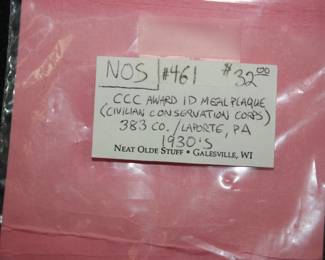 NOS #461 $32.00
CCC AWARD ID MEAL PLAQUE
(CIVILIAN CONSERVATION CORPS)
383 CO. / LAPORTE, PA
1930'S
NEAT OLDE STUFF • GALESVILLE, WI